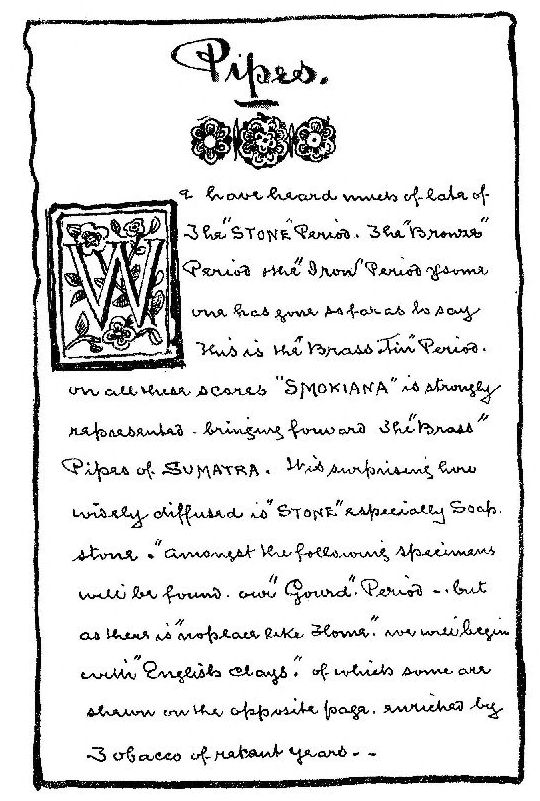 Pipes.
We have heard much of late of
The "STONE" Period. The "Bronze"
Period & the "Iron" Period & some
one has gone so far as to say
This is the "Brass Tin" Period.
on all these scores "SMOKIANA" is strongly
represented - bringing forward The "Brass"
Pipes of SUMATRA. It is surprising how
widely diffused is "STONE" especially Soap.
stone. "Amongst the following specimens
will be found. our "Gourd". Period - . but
as there is "no place like Home". we will begin
with "English Clays". of which some are
shewn on the opposite page. enriched by
Tobacco of retant years - -